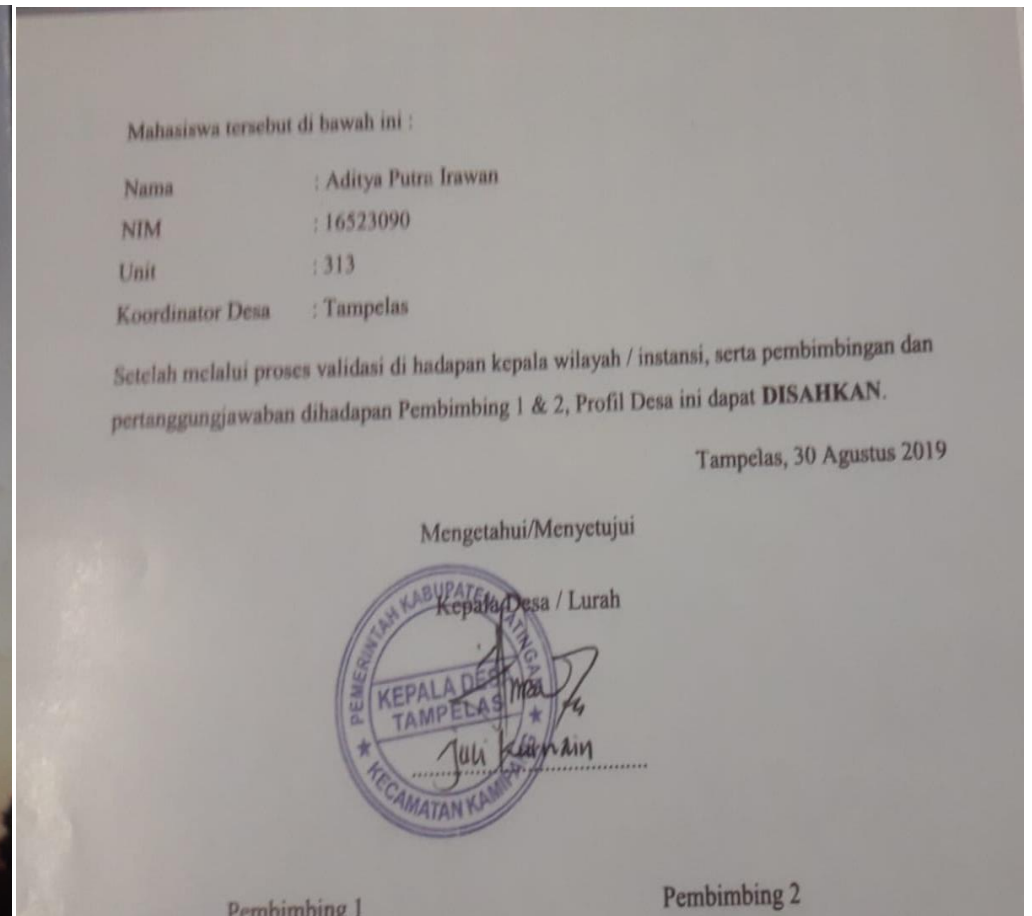 Mahasiswa tersebut di bawah ini :
Nama : Aditya Putra Irawan
NIM : 16523090
Unit : 313
Koordinator Desa : Tampelas
Setelah melalui proses validasi di hadapan kepala wilayah / instansi, serta pembimbingan dan
pertanggungjawaban dihadapan Pembimbing 1 & 2, Profil Desa ini dapat DISAHKAN.
Tampelas, 30 Agustus 2019
Mengetahui/Menyetujui
Kepala Desa / Lurah
PEMERINTAH KABUPATEN
KEPALA DESA
TAMPELAS
KECAMATAN
Juli
Pembimbing 1 Pembimbing 2